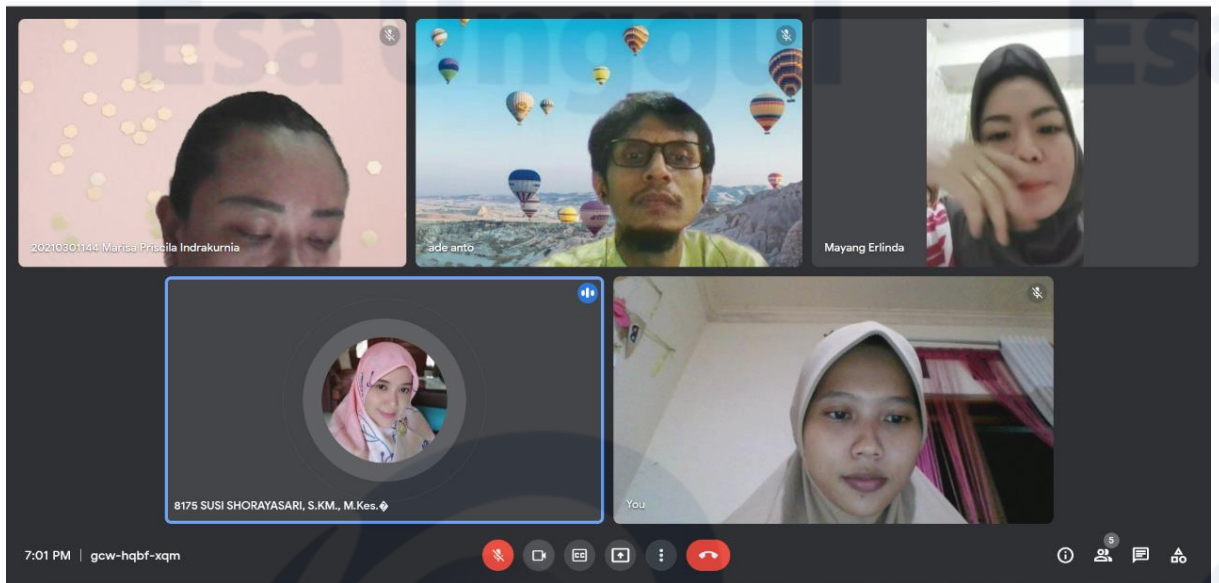 Esa Unggul Esa
20210301144 Marisa Priscila Indrakurnia
ade anto
Mayang Erlinda
8175 SUSI SHORAYASARI, S.KM., M.Kes.�
You
7:01 PM | gcw-hqbf-xqm
CC
5